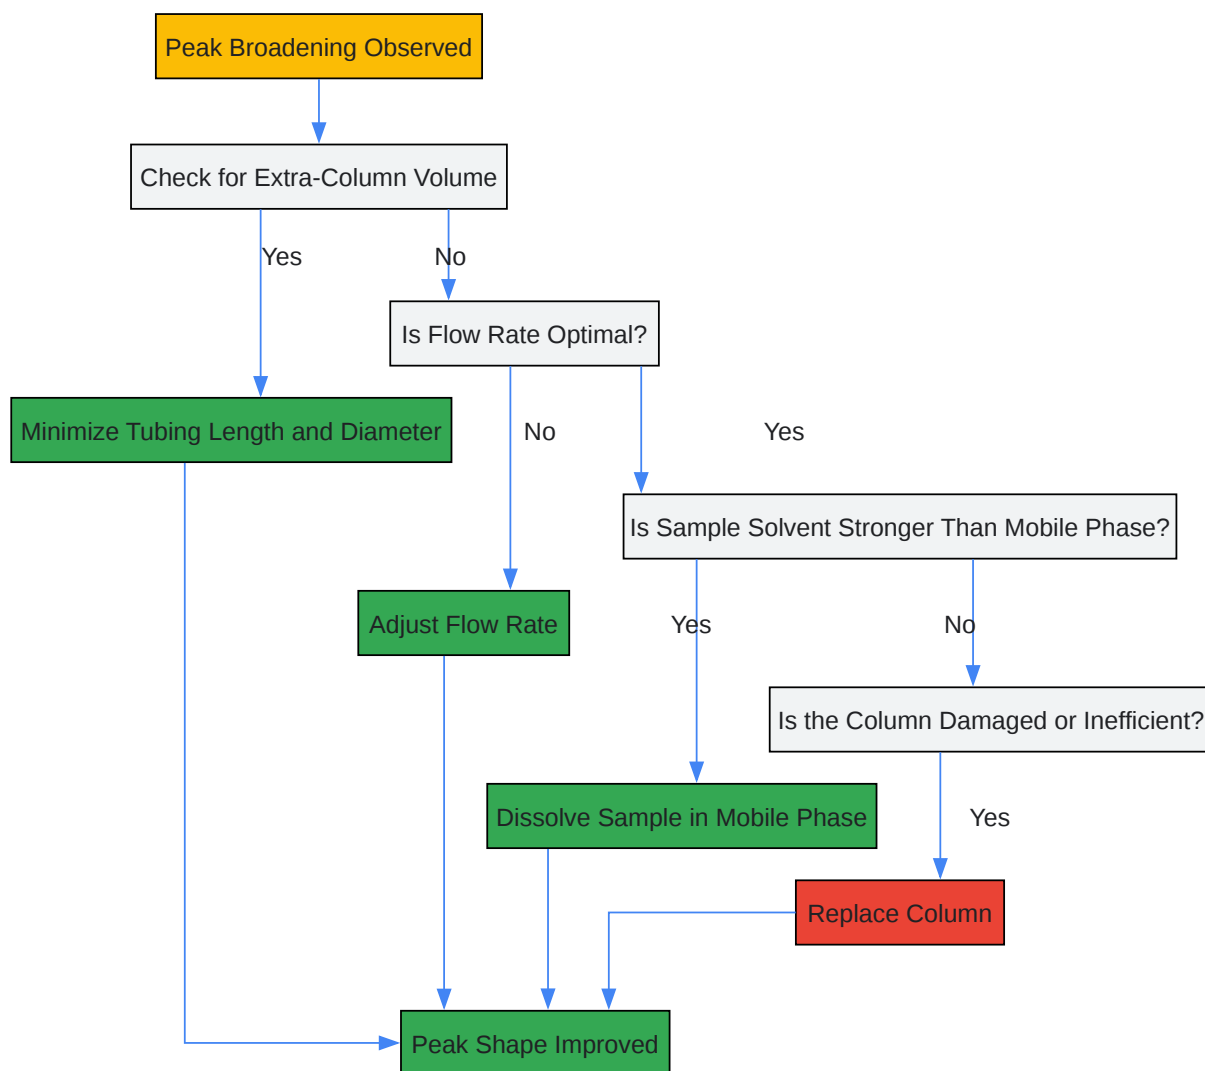 Peak Broadening Observed
Check for Extra-Column Volume
Yes
No
Is Flow Rate Optimal?
Minimize Tubing Length and Diameter
No
Yes
Is Sample Solvent Stronger Than Mobile Phase?
Adjust Flow Rate
Yes
No
Is the Column Damaged or Inefficient?
Dissolve Sample in Mobile Phase
Yes
Replace Column
Peak Shape Improved